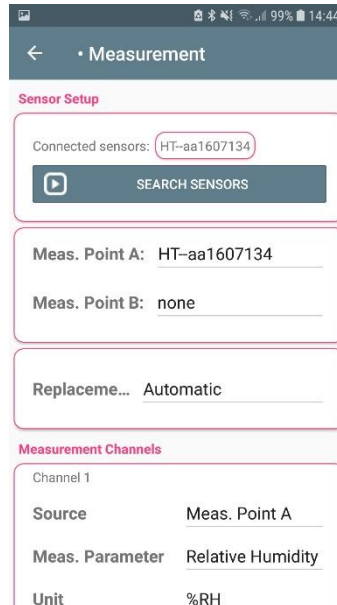 99% 14:44
• Measurement
Sensor Setup
Connected sensors: HT--aa1607134
SEARCH SENSORS
Meas. Point A: HT--aa1607134
Meas. Point B: none
Replaceme... Automatic
Measurement Channels
Channel 1
Source Meas. Point A
Meas. Parameter Relative Humidity
Unit %RH